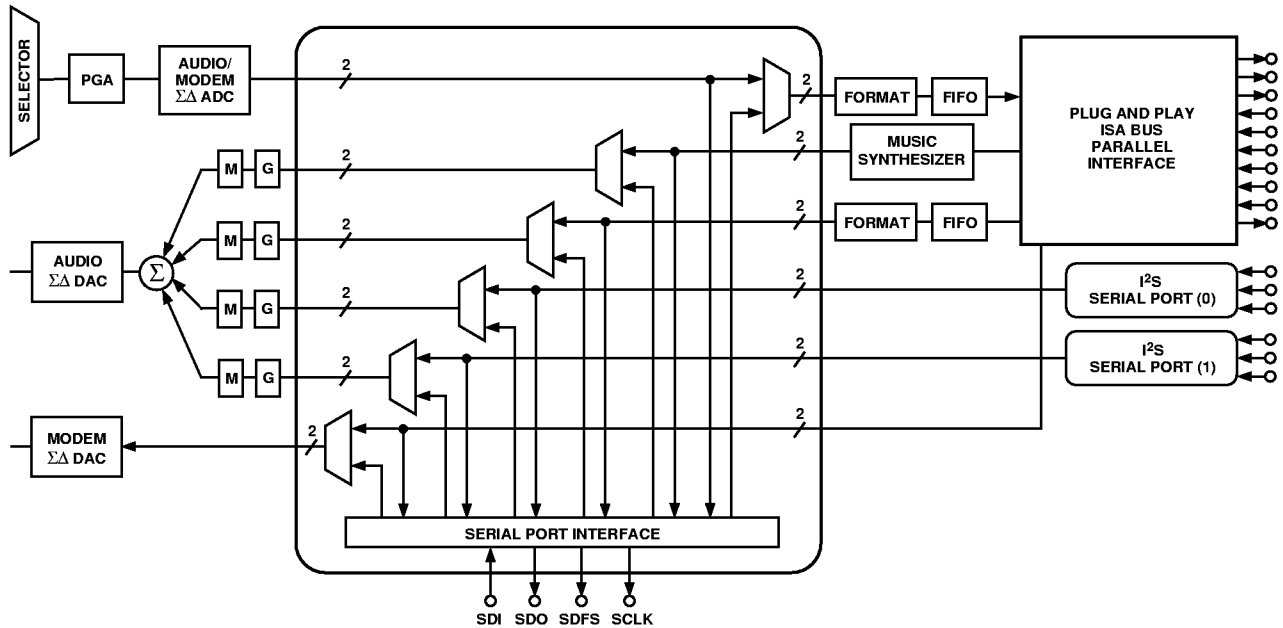 SELECTOR
PGA
AUDIO/
MODEM
ΣΔ ADC
2
2
FORMAT
FIFO
PLUG AND PLAY
ISA BUS
PARALLEL
INTERFACE
M
G
2
2
MUSIC
SYNTHESIZER
M
G
2
2
FORMAT
FIFO
AUDIO
ΣΔ DAC
Σ
M
G
2
2
I²S
SERIAL PORT (0)
M
G
2
2
I²S
SERIAL PORT (1)
MODEM
ΣΔ DAC
2
2
SERIAL PORT INTERFACE
SDI
SDO
SDFS
SCLK